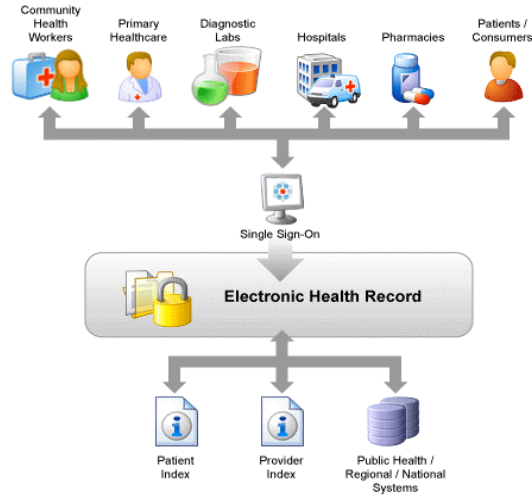 Community
Health
Workers
Primary
Healthcare
Diagnostic
Labs
Hospitals
Pharmacies
Patients /
Consumers
Single Sign-On
Electronic Health Record
Patient
Index
Provider
Index
Public Health /
Regional / National
Systems